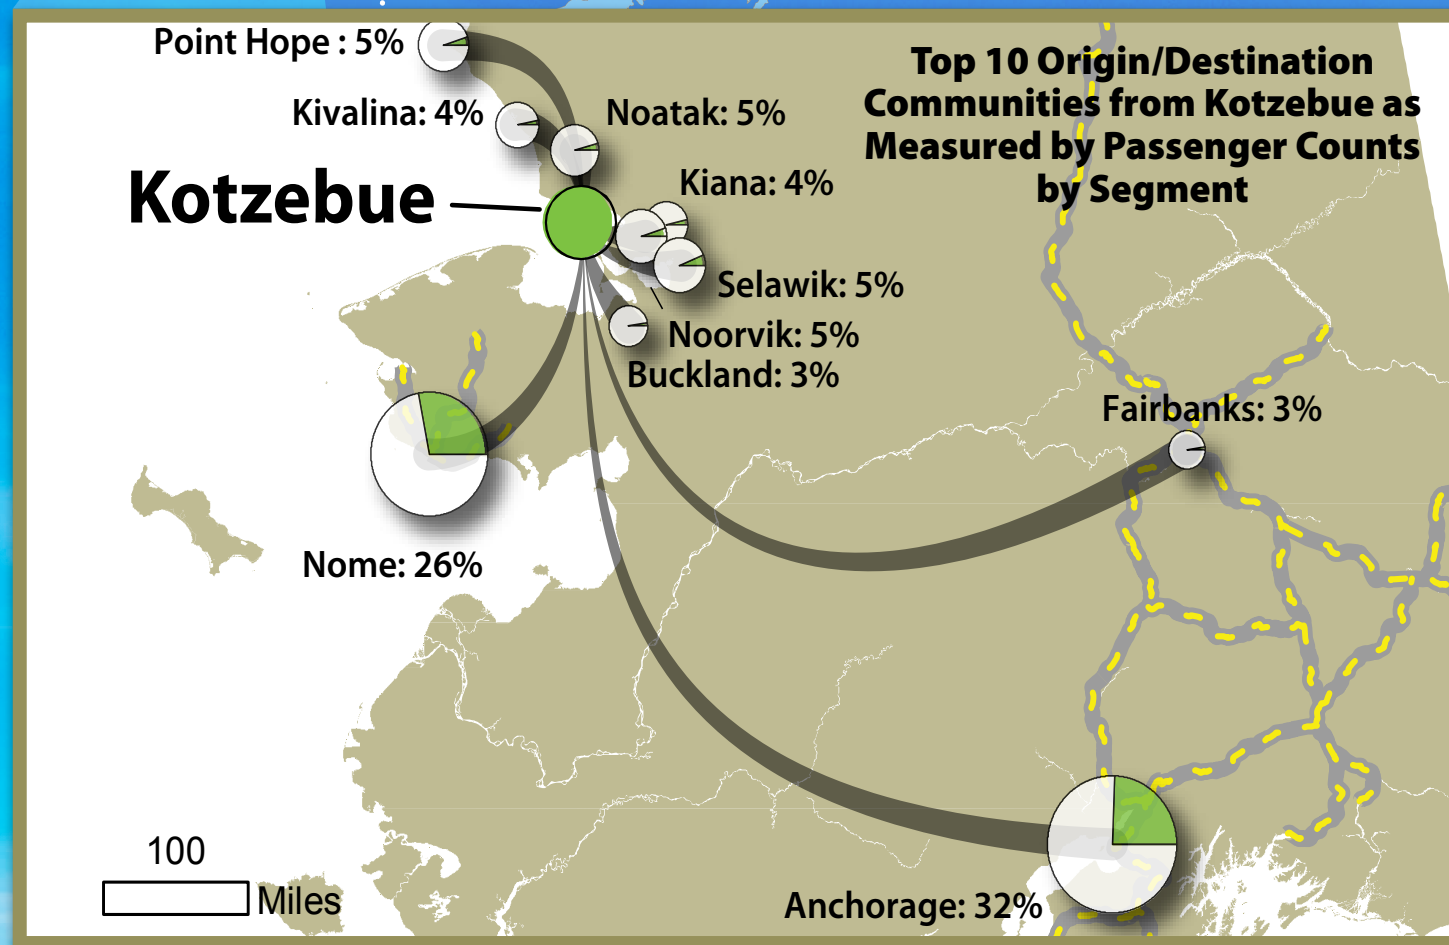 Point Hope : 5%
Top 10 Origin/Destination
Communities from Kotzebue as
Measured by Passenger Counts
by Segment
Kivalina: 4%
Noatak: 5%
Kiana: 4%
Kotzebue
Selawik: 5%
Noorvik: 5%
Buckland: 3%
Fairbanks: 3%
Nome: 26%
100
Miles
Anchorage: 32%